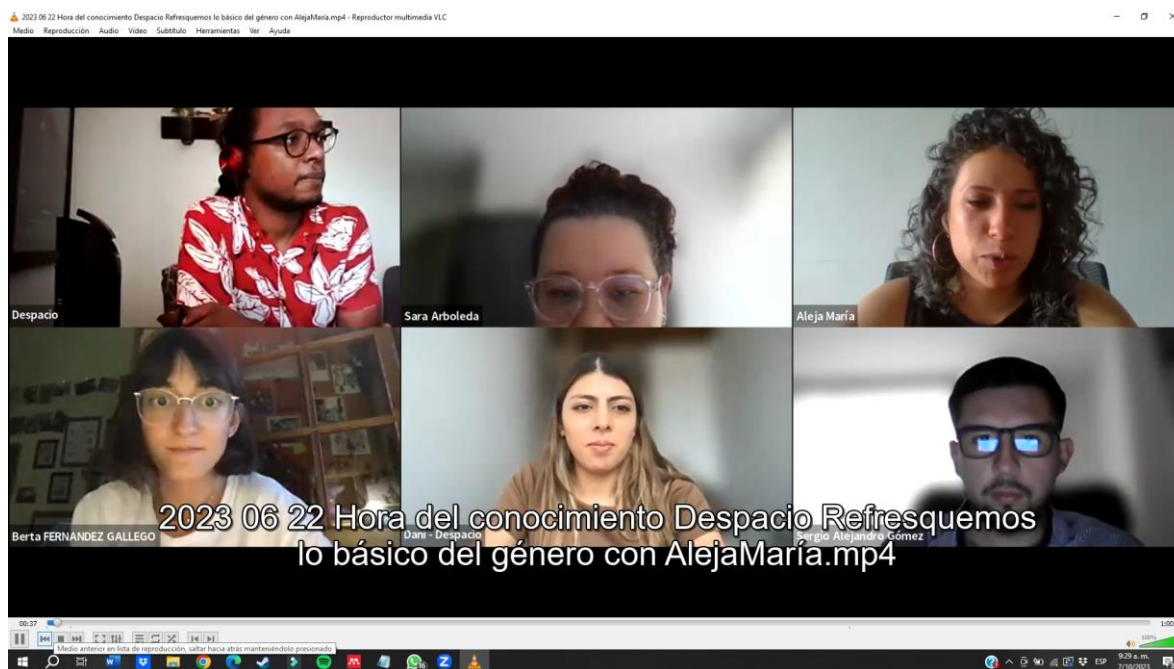 2023 06 22 Hora del conocimiento Despacio Refresquemos lo básico del género con AlejaMaría.mp4 - Reproductor multimedia VLC
Medio Reproducción Audio Vídeo Subtítulo Herramientas Ver Ayuda
Despacio
Sara Arboleda
Aleja María
Berta FERNANDEZ GALLEGO
Dani - Despacio
Sergio Alejandro Gómez
2023 06 22 Hora del conocimiento Despacio Refresquemos
lo básico del género con AlejaMaría.mp4
00:37
1:00
Medio anterior en lista de reproducción, saltar hacia atrás manteniéndolo presionado
100%
ESP
9:29 a. m.
7/10/2023